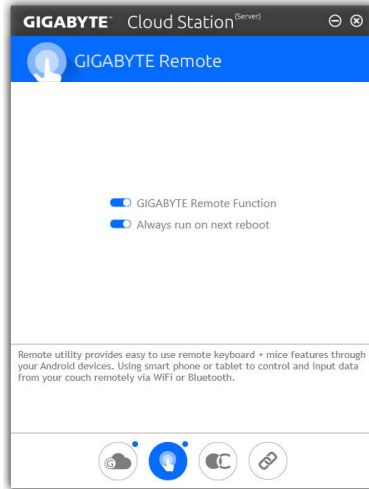 GIGABYTE™ Cloud Station (Server)
GIGABYTE Remote
GIGABYTE Remote Function
Always run on next reboot
Remote utility provides easy to use remote keyboard + mice features through
your Android devices. Using smart phone or tablet to control and input data
from your couch remotely via WiFi or Bluetooth.
G